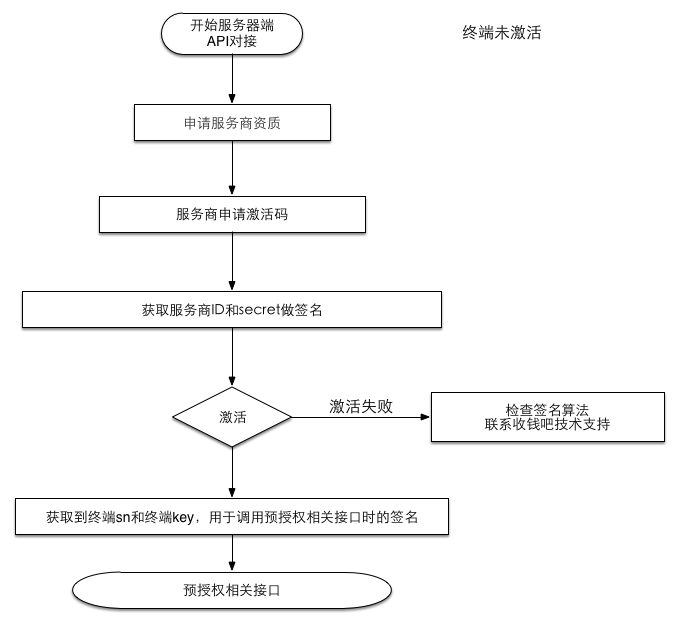 开始服务器端
API对接
终端未激活
申请服务商资质
服务商申请激活码
获取服务商ID和secret做签名
激活
激活失败
检查签名算法
联系收钱吧技术支持
获取到终端sn和终端key，用于调用预授权相关接口时的签名
预授权相关接口